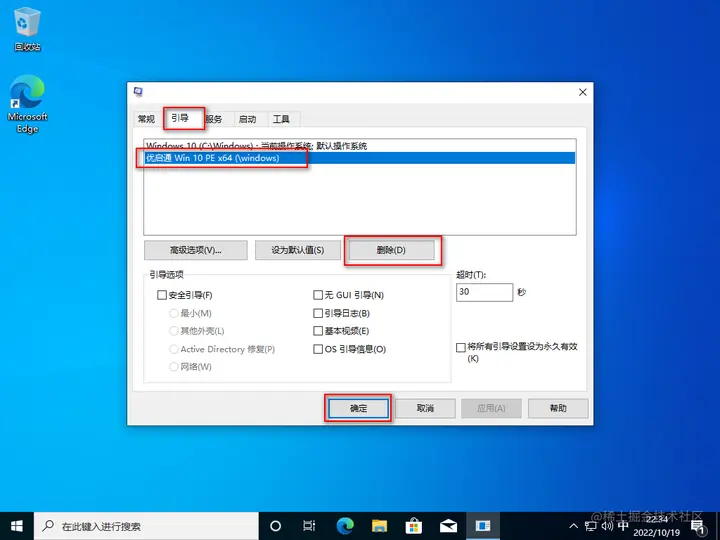 回收站
Microsoft
Edge
常规
引导
服务
启动
工具
Windows 10 (C:\Windows) : 当前操作系统; 默认操作系统
优启通 Win 10 PE x64 (\windows)
高级选项(V)...
设为默认值(S)
删除(D)
引导选项
安全引导(F)
最小(M)
其他外壳(L)
Active Directory 修复(P)
网络(W)
无 GUI 引导(N)
引导日志(B)
基本视频(E)
OS 引导信息(O)
超时(T):
30 秒
将所有引导设置设为永久有效
(K)
确定
取消
应用(A)
帮助
在此键入进行搜索
中
22:34
2022/10/19
1
@稀土掘金技术社区